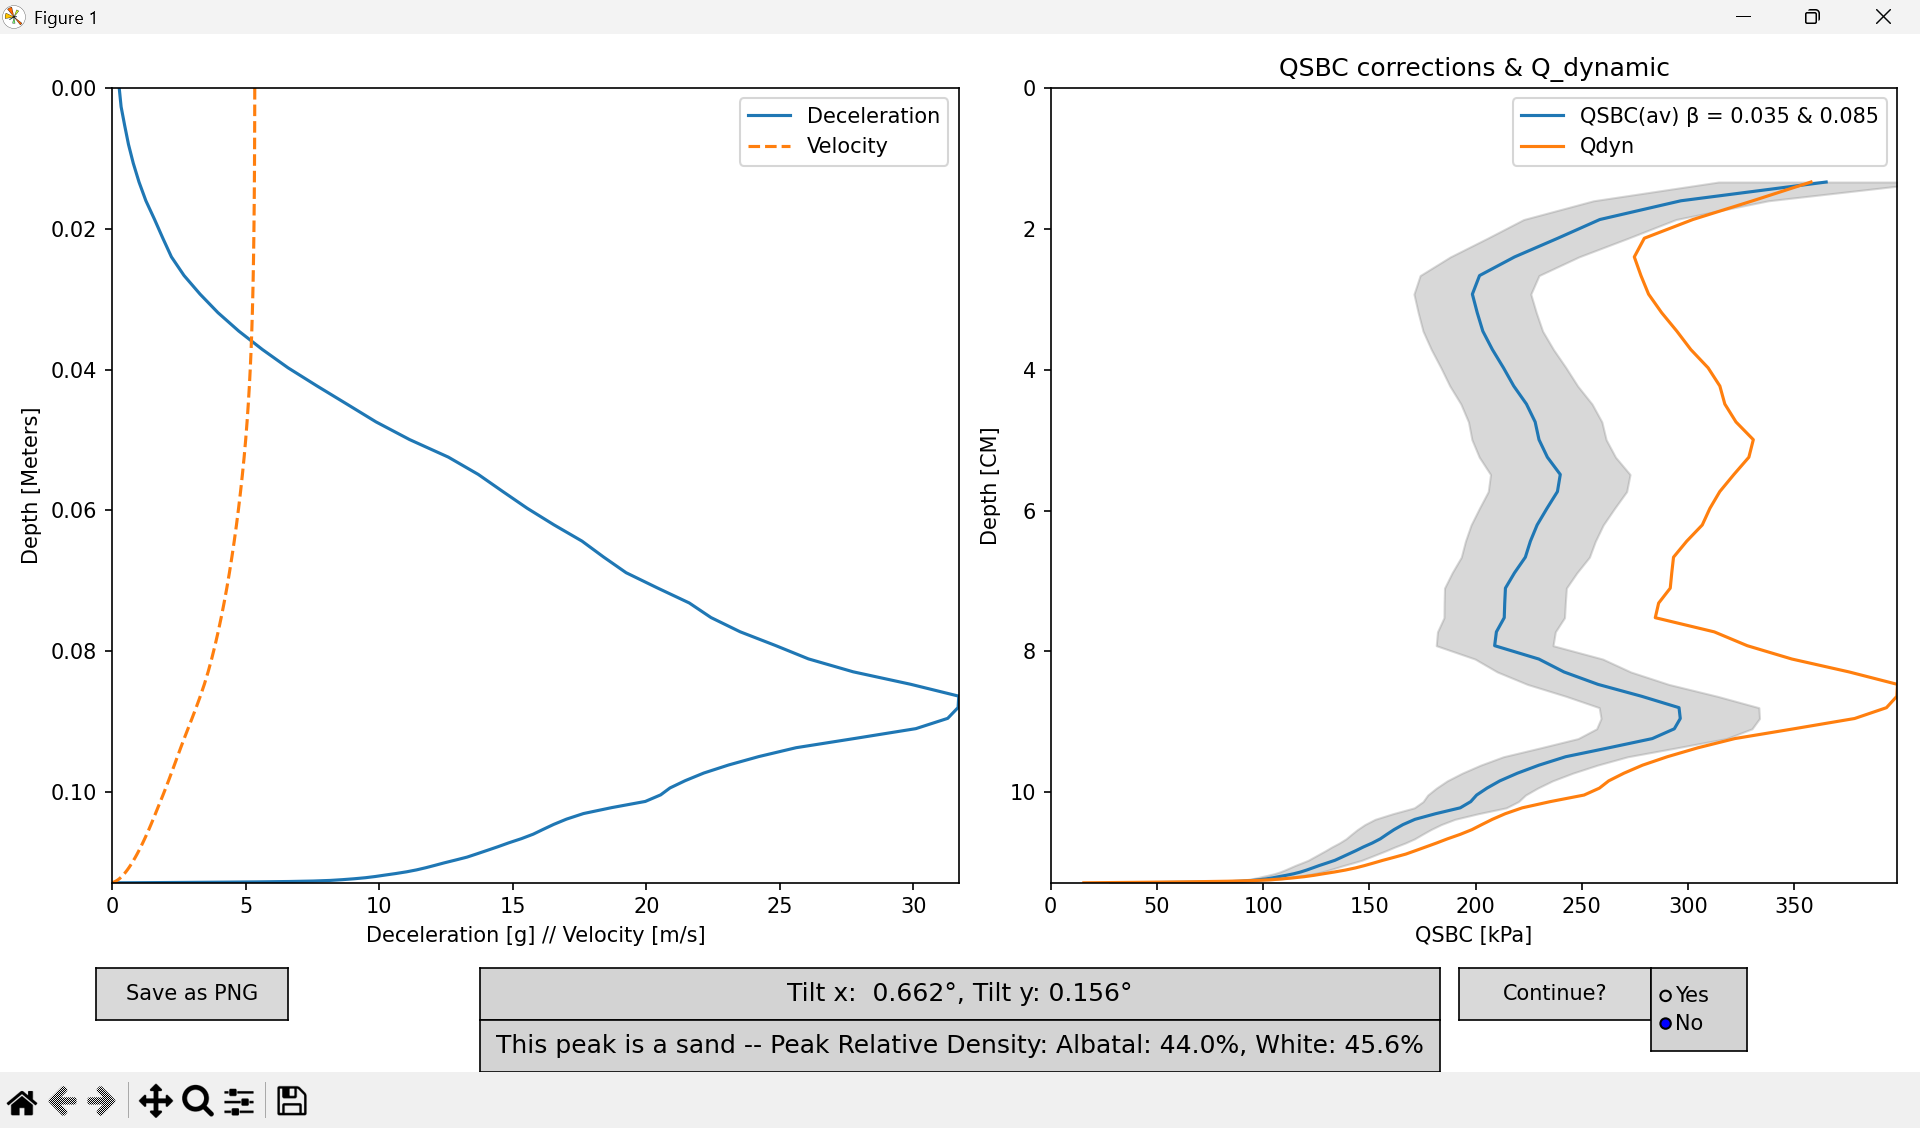 Figure 1
0.00
0.02
0.04
0.06
0.08
0.10
Depth [Meters]
0
5
10
15
20
25
30
Deceleration [g] // Velocity [m/s]
Deceleration
Velocity
QSBC corrections & Q_dynamic
0
2
4
6
8
10
Depth [CM]
0
50
100
150
200
250
300
350
QSBC [kPa]
QSBC(av) β = 0.035 & 0.085
Qdyn
Save as PNG
Tilt x:  0.662°, Tilt y: 0.156°
This peak is a sand -- Peak Relative Density: Albatal: 44.0%, White: 45.6%
Continue?
Yes
No